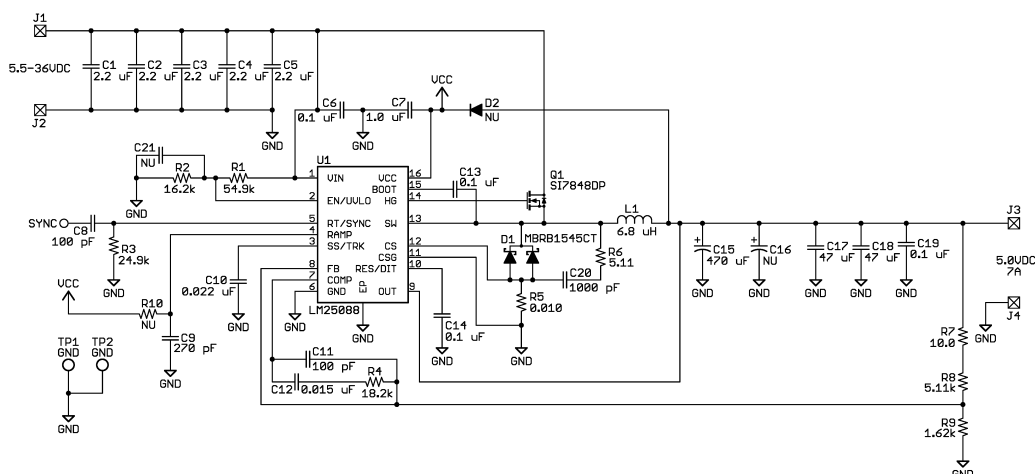 J1
5.5-36VDC
J2
C1
2.2 uF
C2
2.2 uF
C3
2.2 uF
C4
2.2 uF
C5
2.2 uF
GND
C6
0.1 uF
GND
C7
1.0 uF
VCC
D2
NU
C21
NU
R2
16.2k
R1
54.9k
GND
U1
1 VIN
2 EN/UVLO
5 RT/SYNC
4 RAMP
3 SS/TRK
8 FB
7 COMP
6 GND
EP
VCC 16
BOOT 15
HG 14
SW 13
CS 12
CSG 11
RES/DIT 10
OUT 9
LM25088
GND
GND
C13
0.1 uF
Q1
SI7848DP
L1
6.8 uH
D1
MBRB1545CT
R6
5.11
C20
1000 pF
R5
0.010
GND
C14
0.1 uF
GND
SYNC
C8
100 pF
R3
24.9k
GND
C10
0.022 uF
GND
VCC
R10
NU
C9
270 pF
GND
TP1
GND
TP2
GND
GND
C11
100 pF
C12
0.015 uF
R4
18.2k
C15
470 uF
GND
C16
NU
GND
C17
47 uF
GND
C18
47 uF
GND
C19
0.1 uF
GND
J3
5.0VDC
7A
J4
GND
R7
10.0
R8
5.11k
R9
1.62k
GND